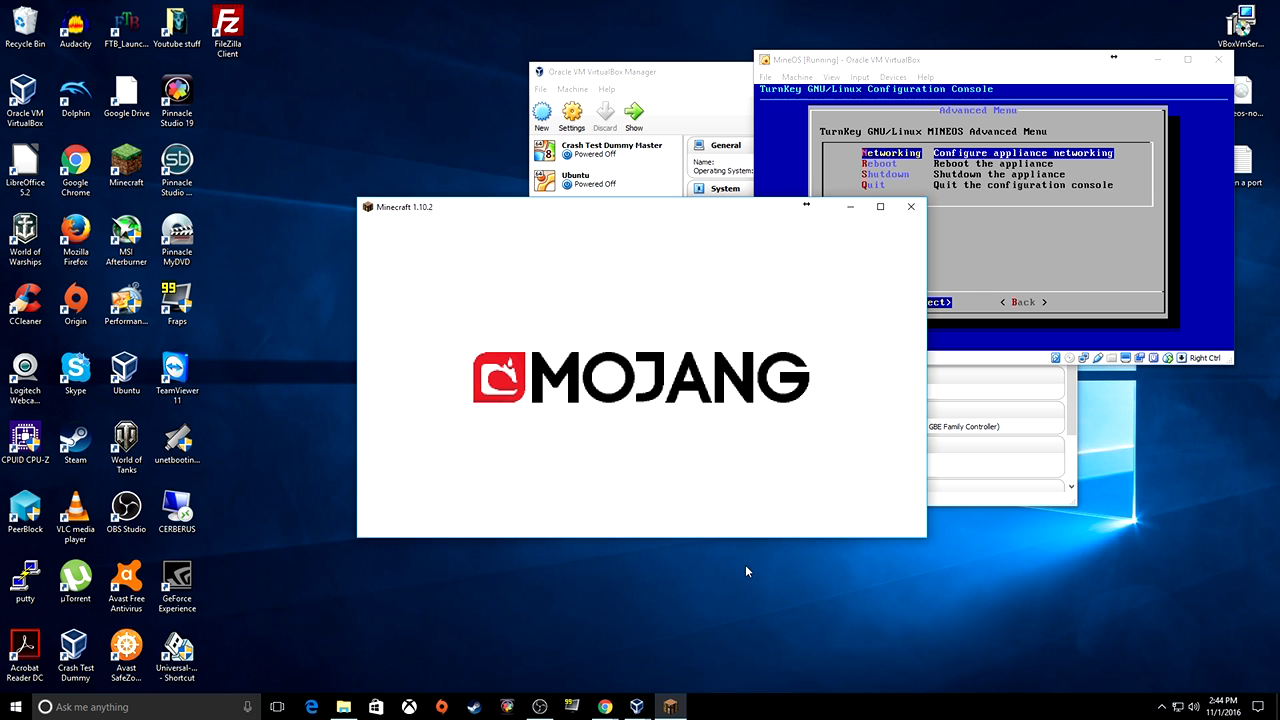 Recycle Bin
Audacity
FTB_Launc...
Youtube stuff
FileZilla
Client
VBoxVmSer...
Oracle VM
VirtualBox
Dolphin
Google Drive
Pinnacle
Studio 19
LibreOffice
Google
Chrome
Minecraft
Pinnacle
Studio ...
World of
Warships
Mozilla
Firefox
MSI
Afterburner
Pinnacle
MyDVD
CCleaner
Origin
Performan...
99
Fraps
Logitech
Webca...
Skype
Ubuntu
TeamViewer
11
CPUID CPU-Z
Steam
World of
Tanks
unetbootin...
PeerBlock
VLC media
player
OBS Studio
CERBERUS
putty
µTorrent
Avast Free
Antivirus
GeForce
Experience
Acrobat
Reader DC
Crash Test
Dummy
Avast
SafeZo...
Universal-...
- Shortcut
Oracle VM VirtualBox Manager
File Machine Help
New Settings Discard Show
Crash Test Dummy Master
Powered Off
Ubuntu
Powered Off
General
Name:
Operating System:
System
GBE Family Controller)
MineOS [Running] - Oracle VM VirtualBox
File Machine View Input Devices Help
TurnKey GNU/Linux Configuration Console
Advanced Menu
TurnKey GNU/Linux MINEOS Advanced Menu
Networking Configure appliance networking
Reboot Reboot the appliance
Shutdown Shutdown the appliance
Quit Quit the configuration console
ect> < Back >
Right Ctrl
Minecraft 1.10.2
MOJANG
Ask me anything
99
2:44 PM
11/1/2016